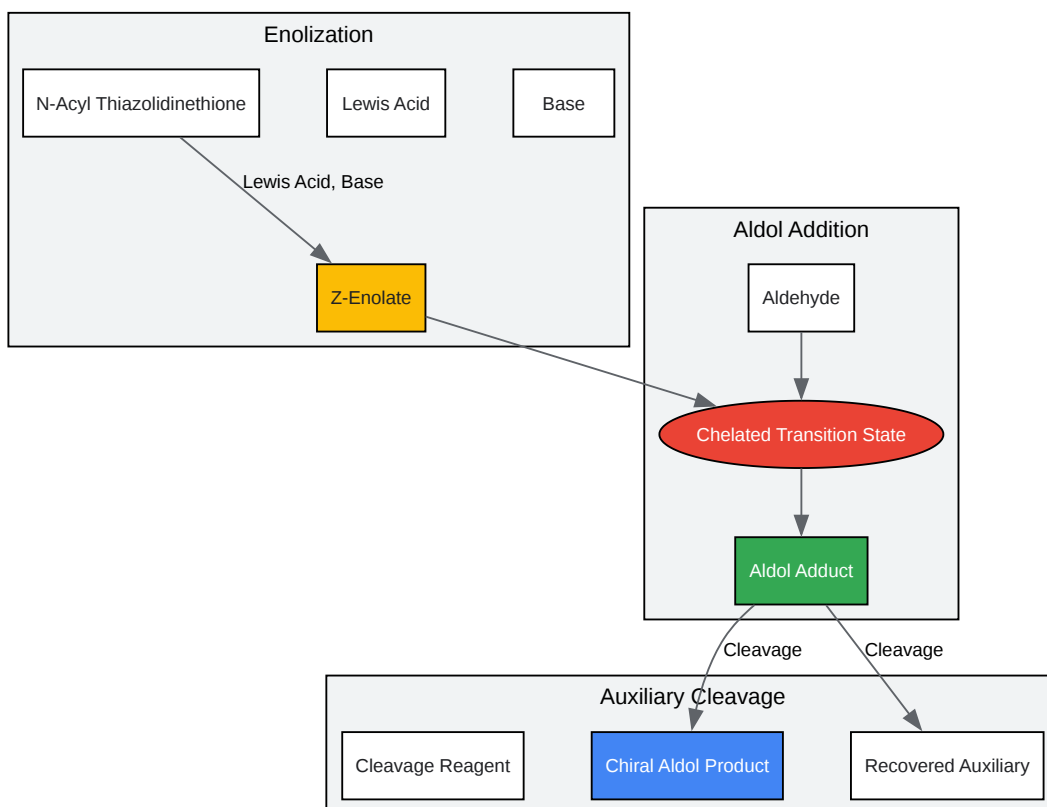 Enolization
N-Acyl Thiazolidinethione
Lewis Acid
Base
Lewis Acid, Base
Z-Enolate
Aldol Addition
Aldehyde
Chelated Transition State
Aldol Adduct
Cleavage
Cleavage
Auxiliary Cleavage
Cleavage Reagent
Chiral Aldol Product
Recovered Auxiliary